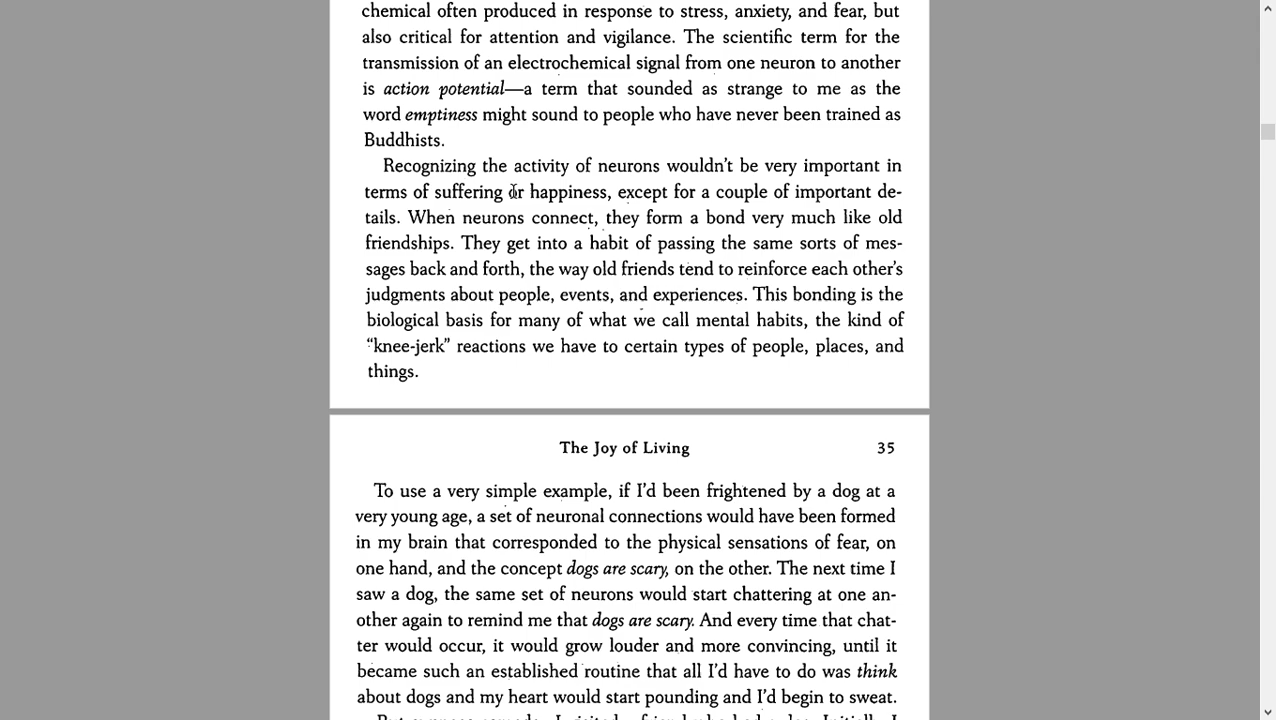 chemical often produced in response to stress, anxiety, and fear, but
also critical for attention and vigilance. The scientific term for the
transmission of an electrochemical signal from one neuron to another
is action potential—a term that sounded as strange to me as the
word emptiness might sound to people who have never been trained as
Buddhists.
Recognizing the activity of neurons wouldn't be very important in
terms of suffering or happiness, except for a couple of important de-
tails. When neurons connect, they form a bond very much like old
friendships. They get into a habit of passing the same sorts of mes-
sages back and forth, the way old friends tend to reinforce each other's
judgments about people, events, and experiences. This bonding is the
biological basis for many of what we call mental habits, the kind of
“knee-jerk” reactions we have to certain types of people, places, and
things.
The Joy of Living 35
To use a very simple example, if I'd been frightened by a dog at a
very young age, a set of neuronal connections would have been formed
in my brain that corresponded to the physical sensations of fear, on
one hand, and the concept dogs are scary, on the other. The next time I
saw a dog, the same set of neurons would start chattering at one an-
other again to remind me that dogs are scary. And every time that chat-
ter would occur, it would grow louder and more convincing, until it
became such an established routine that all I'd have to do was think
about dogs and my heart would start pounding and I'd begin to sweat.